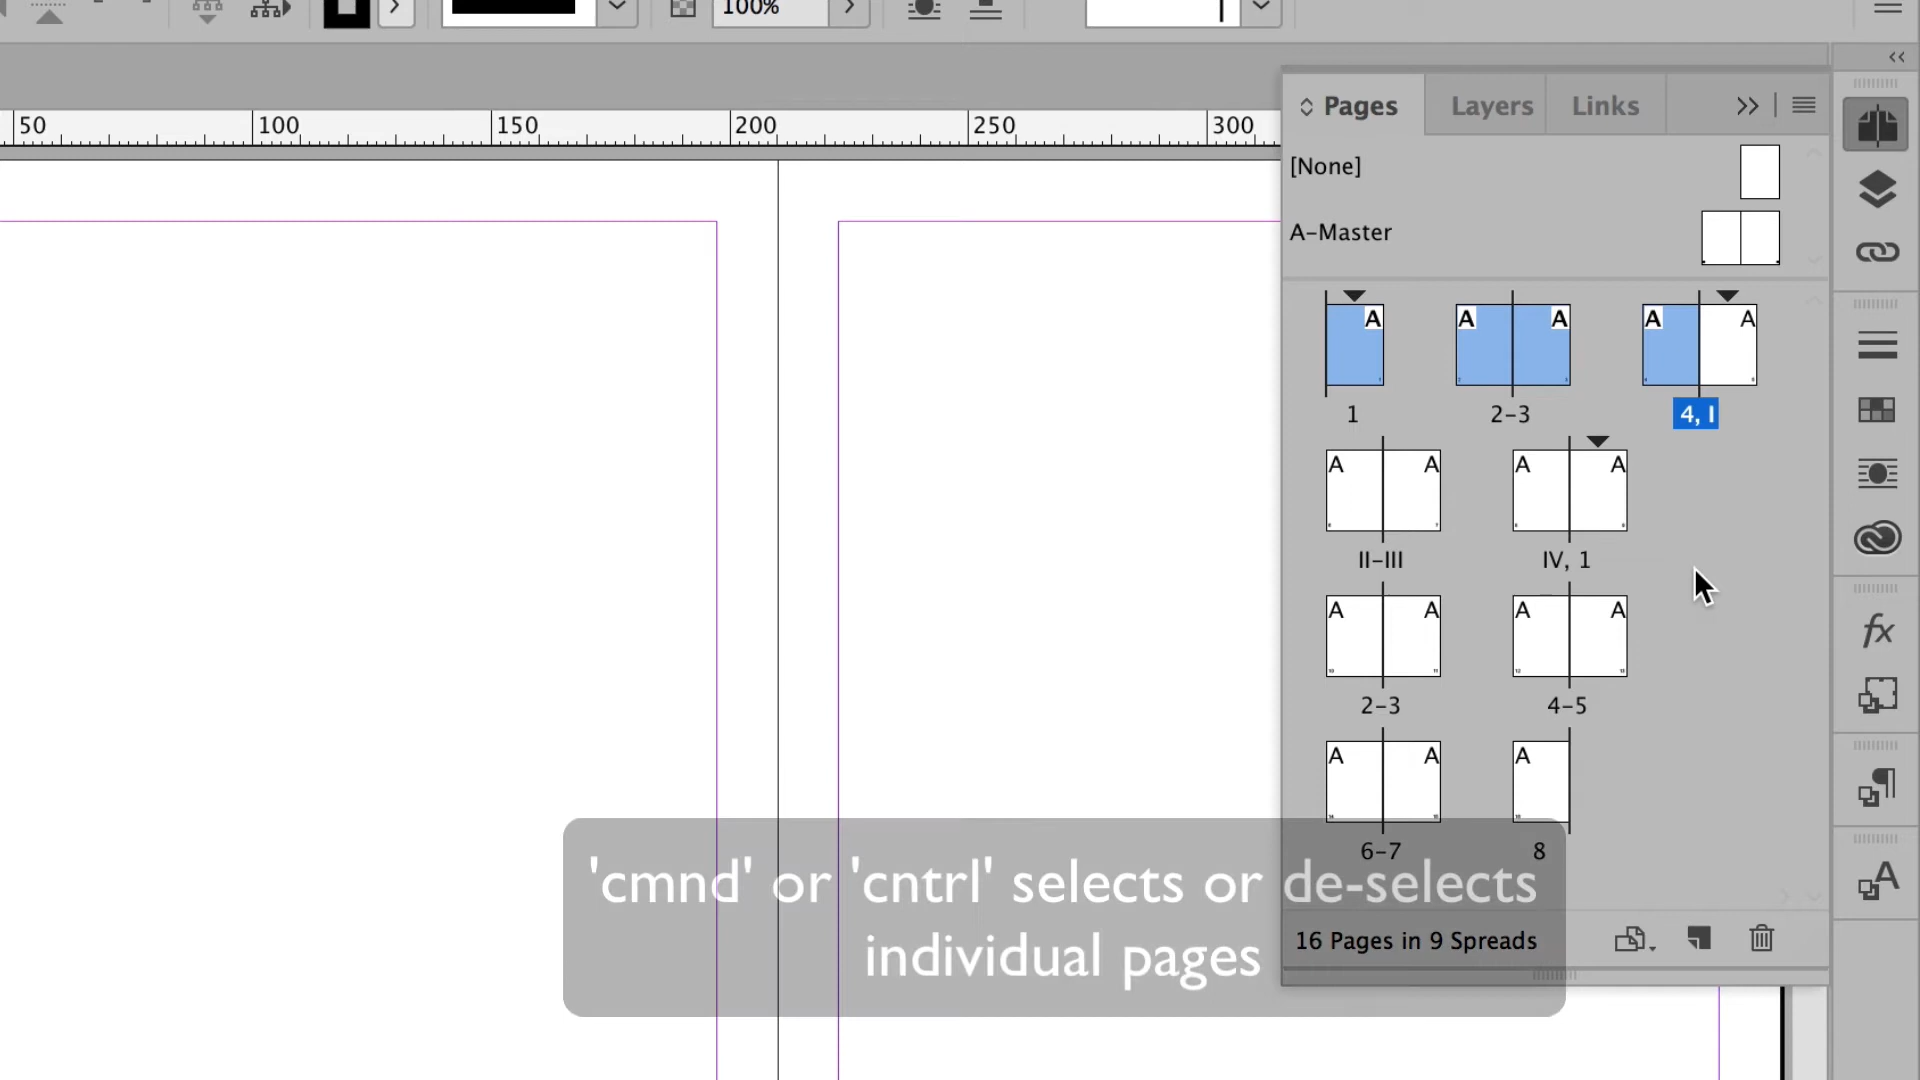 100%
50 100 150 200 250 300
Pages Layers Links
[None]
A-Master
A A A A A
1 2-3 4, I
A A A A
II-III IV, 1
A A A A
2-3 4-5
A A A
6-7 8
'cmnd' or 'cntrl' selects or de-selects
individual pages
16 Pages in 9 Spreads
fx
A